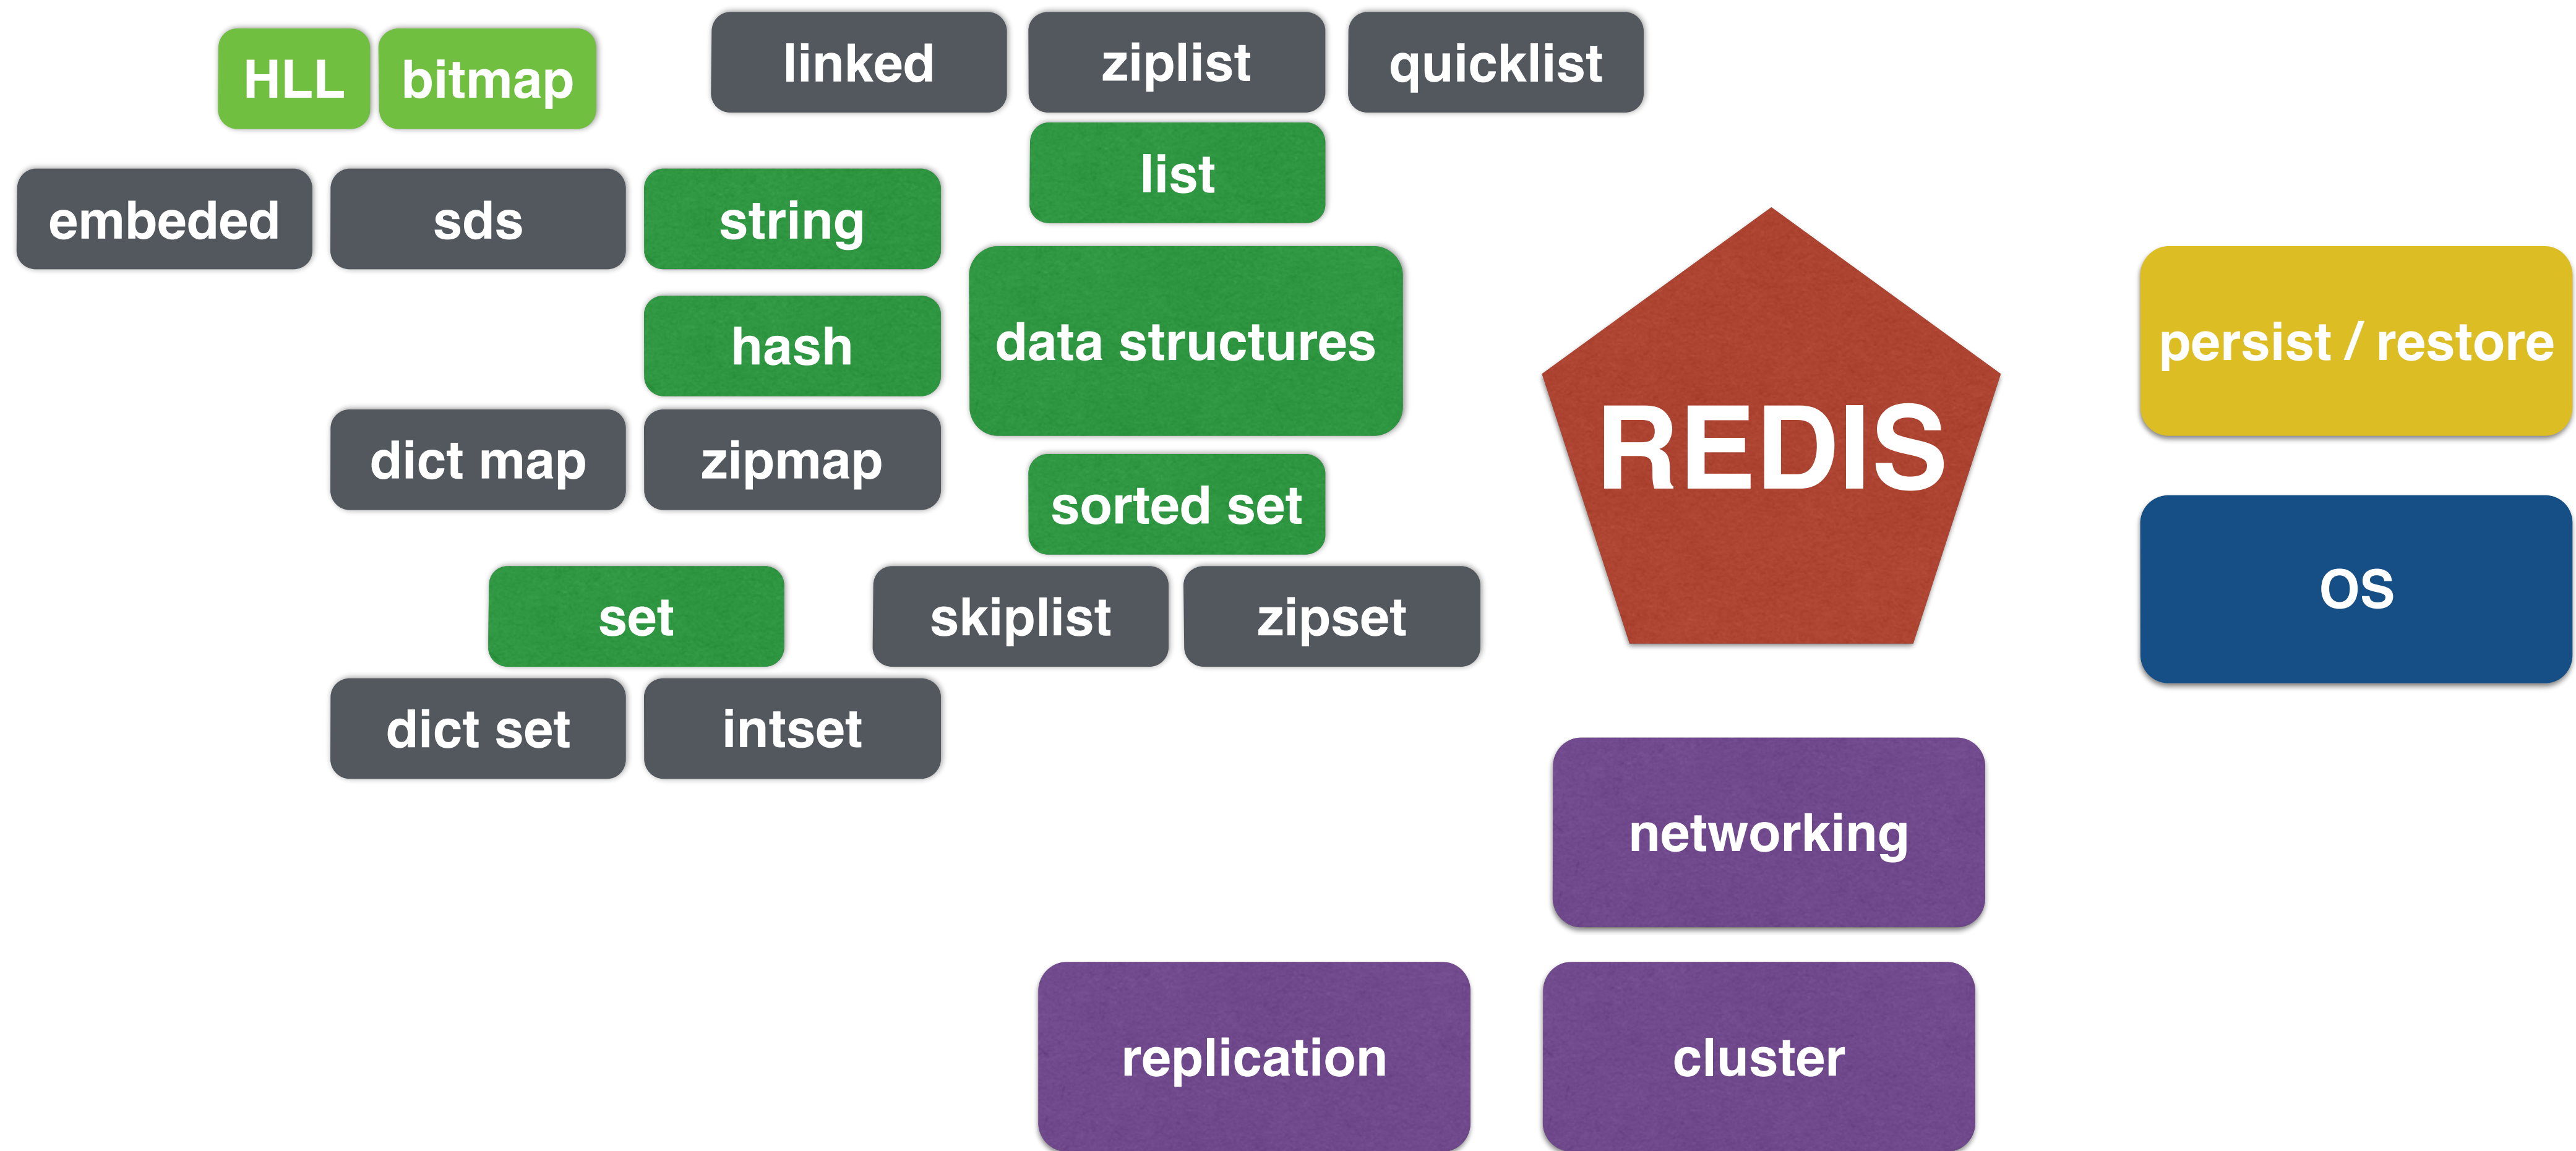 linked
ziplist
quicklist
HLL
bitmap
list
embeded
sds
string
hash
data structures
REDIS
persist / restore
dict map
zipmap
sorted set
OS
set
skiplist
zipset
dict set
intset
networking
replication
cluster